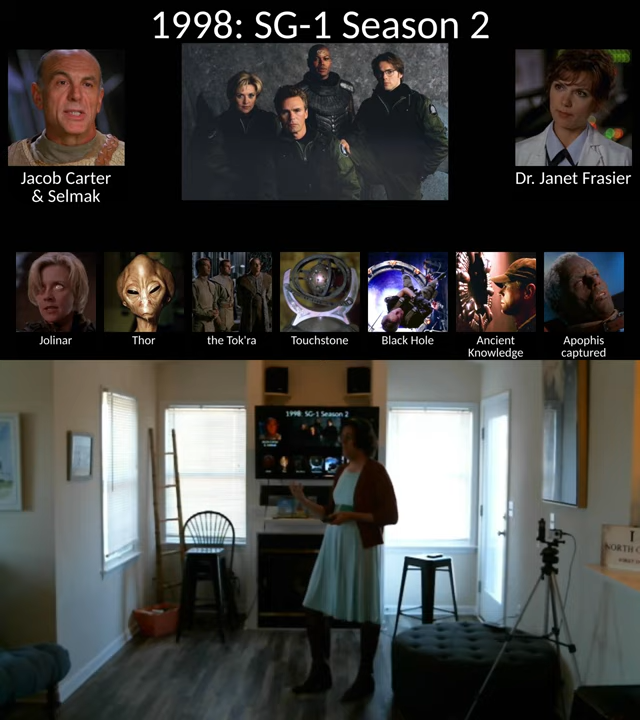 1998: SG-1 Season 2
Jacob Carter
& Selmak
Dr. Janet Frasier
Jolinar
Thor
the Tok'ra
Touchstone
Black Hole
Ancient
Knowledge
Apophis
captured
1998: SG-1 Season 2